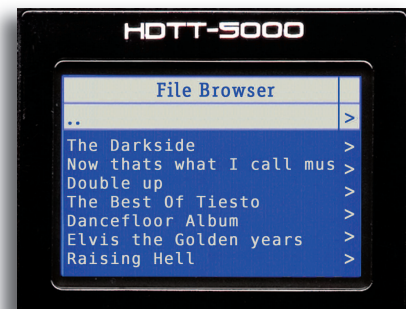 HDTT-5000
File Browser
.. >
The Darkside >
Now thats what I call mus >
Double up >
The Best Of Tiesto >
Dancefloor Album
Elvis the Golden years >
Raising Hell >